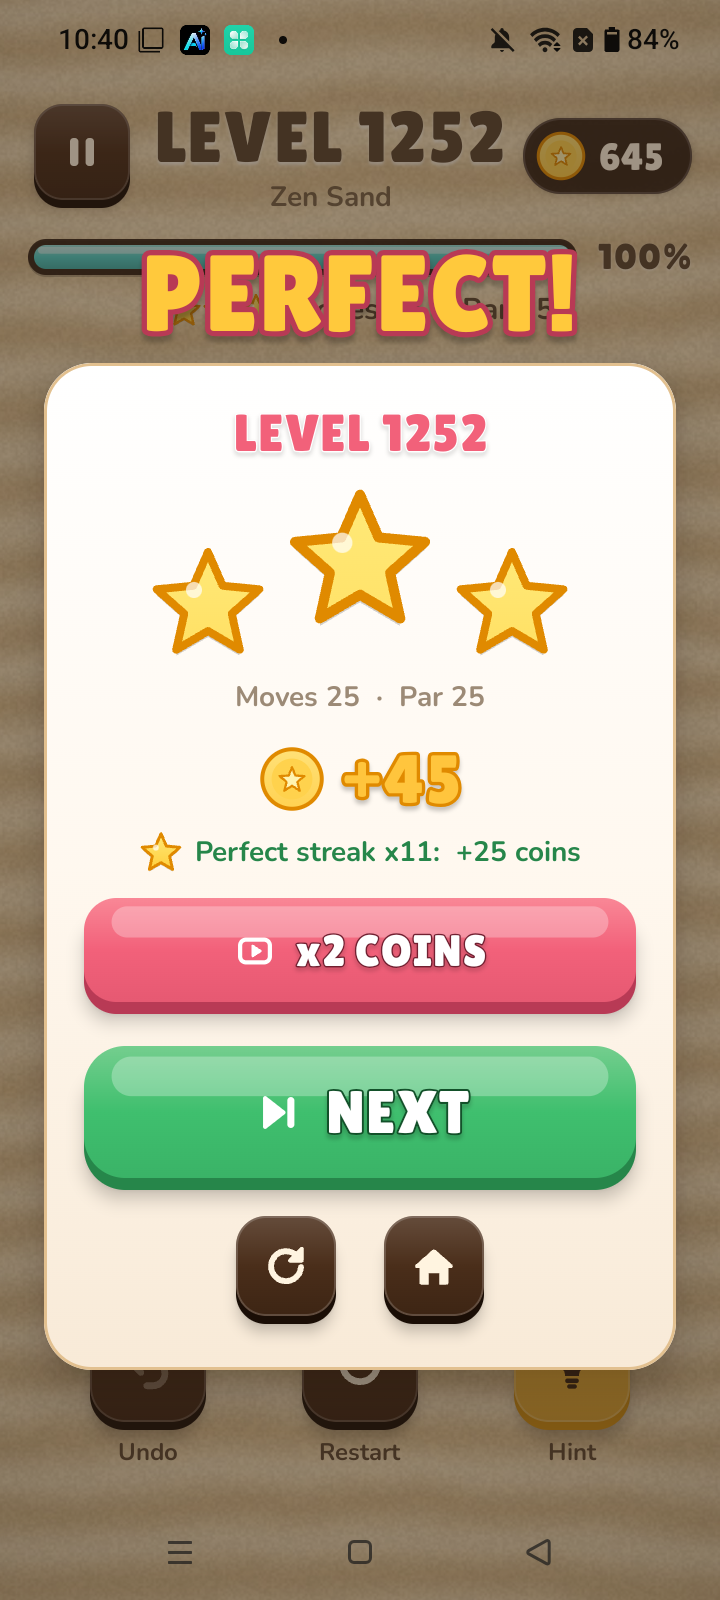 10:40
84%
LEVEL 1252
645
Zen Sand
100%
PERFECT!
LEVEL 1252
Moves 25 · Par 25
+45
Perfect streak x11: +25 coins
x2 COINS
NEXT
Undo
Restart
Hint